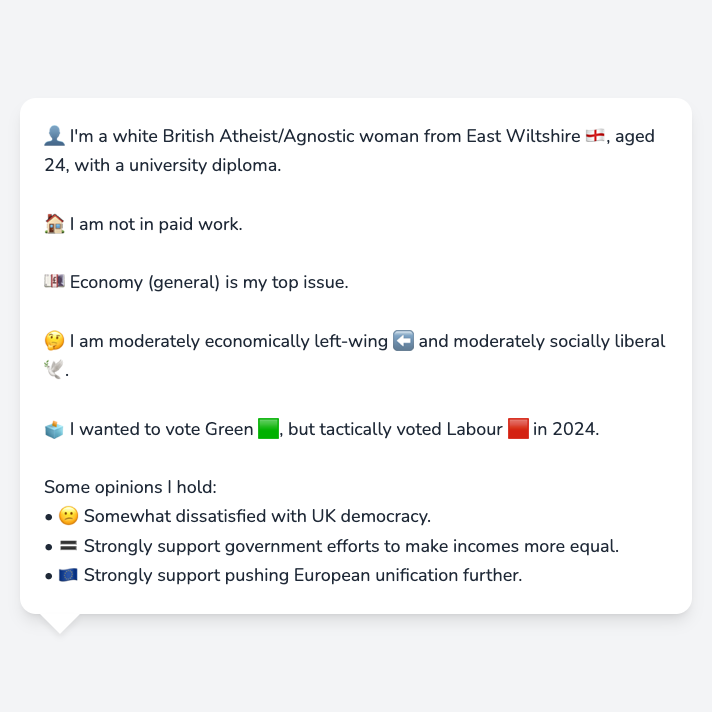 👤 I'm a white British Atheist/Agnostic woman from East Wiltshire 🏴󠁧󠁢󠁥󠁮󠁧󠁿, aged
24, with a university diploma.
🏠 I am not in paid work.
💷 Economy (general) is my top issue.
🤔 I am moderately economically left-wing ⬅️ and moderately socially liberal
🕊️.
🗳️ I wanted to vote Green 🟩, but tactically voted Labour 🟥 in 2024.
Some opinions I hold:
• 😕 Somewhat dissatisfied with UK democracy.
• 🟰 Strongly support government efforts to make incomes more equal.
• 🇪🇺 Strongly support pushing European unification further.